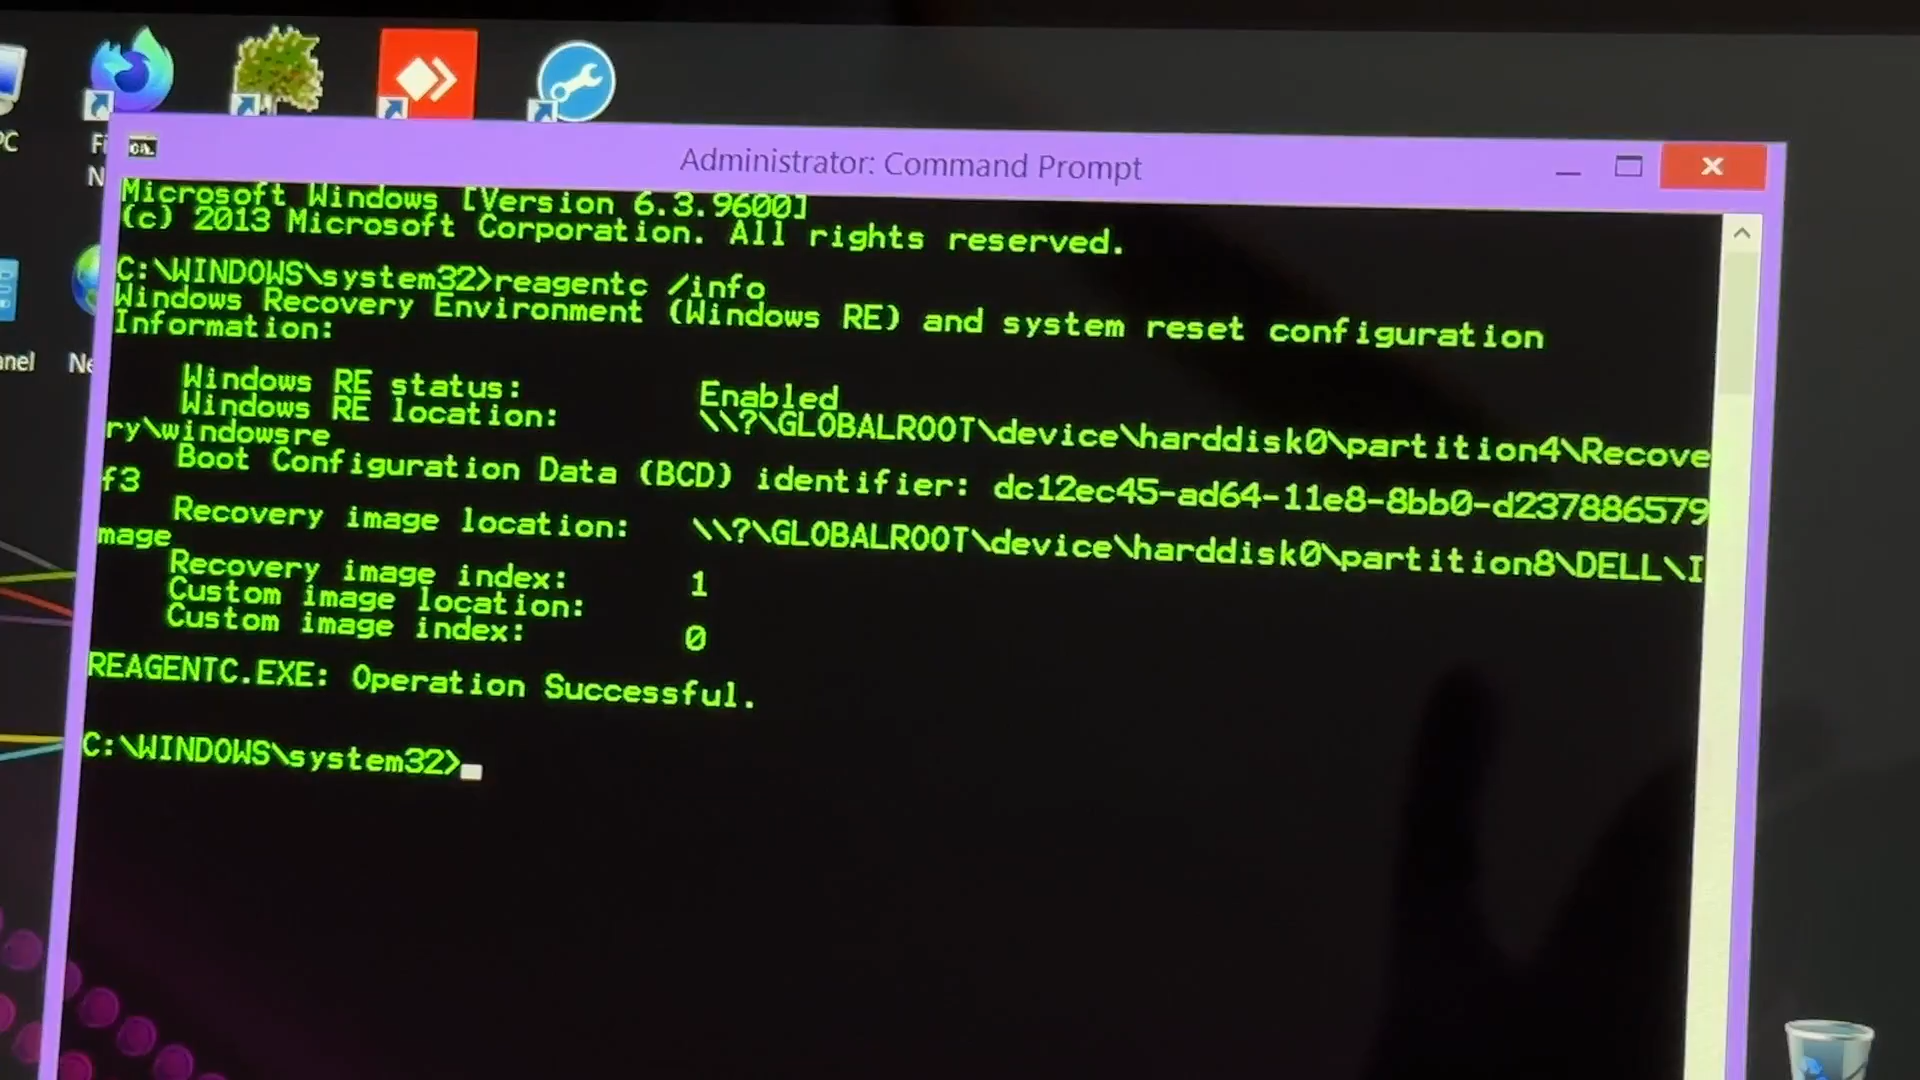 PC
Fi
N
anel
Ne
Administrator: Command Prompt
Microsoft Windows [Version 6.3.9600]
(c) 2013 Microsoft Corporation. All rights reserved.
C:\WINDOWS\system32>reagentc /info
Windows Recovery Environment (Windows RE) and system reset configuration
Information:
Windows RE status: Enabled
Windows RE location: \\?\GLOBALROOT\device\harddisk0\partition4\Recove
ry\windowsre
Boot Configuration Data (BCD) identifier: dc12ec45-ad64-11e8-8bb0-d237886579
f3
Recovery image location: \\?\GLOBALROOT\device\harddisk0\partition8\DELL\I
mage
Recovery image index: 1
Custom image location:
Custom image index: 0
REAGENTC.EXE: Operation Successful.
C:\WINDOWS\system32>